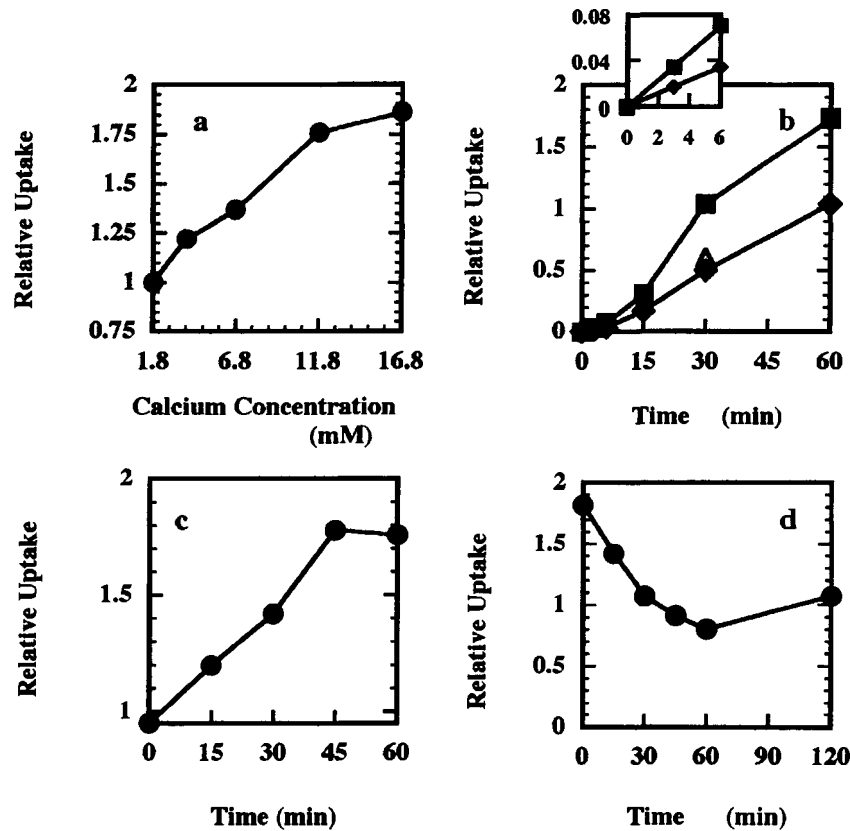 a
2
1.75
1.5
1.25
1
0.75
Relative Uptake
1.8 6.8 11.8 16.8
Calcium Concentration
(mM)
0.08
0.04
0
0 2 4 6
b
2
1.5
1
0.5
0
Relative Uptake
0 15 30 45 60
Time (min)
c
2
1.5
1
Relative Uptake
0 15 30 45 60
Time (min)
d
2
1.5
1
0.5
0
Relative Uptake
0 30 60 90 120
Time (min)